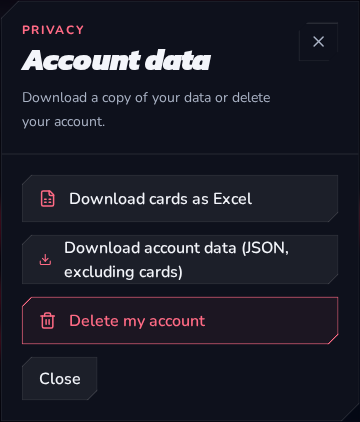 PRIVACY
Account data
Download a copy of your data or delete
your account.
Download cards as Excel
Download account data (JSON,
excluding cards)
Delete my account
Close